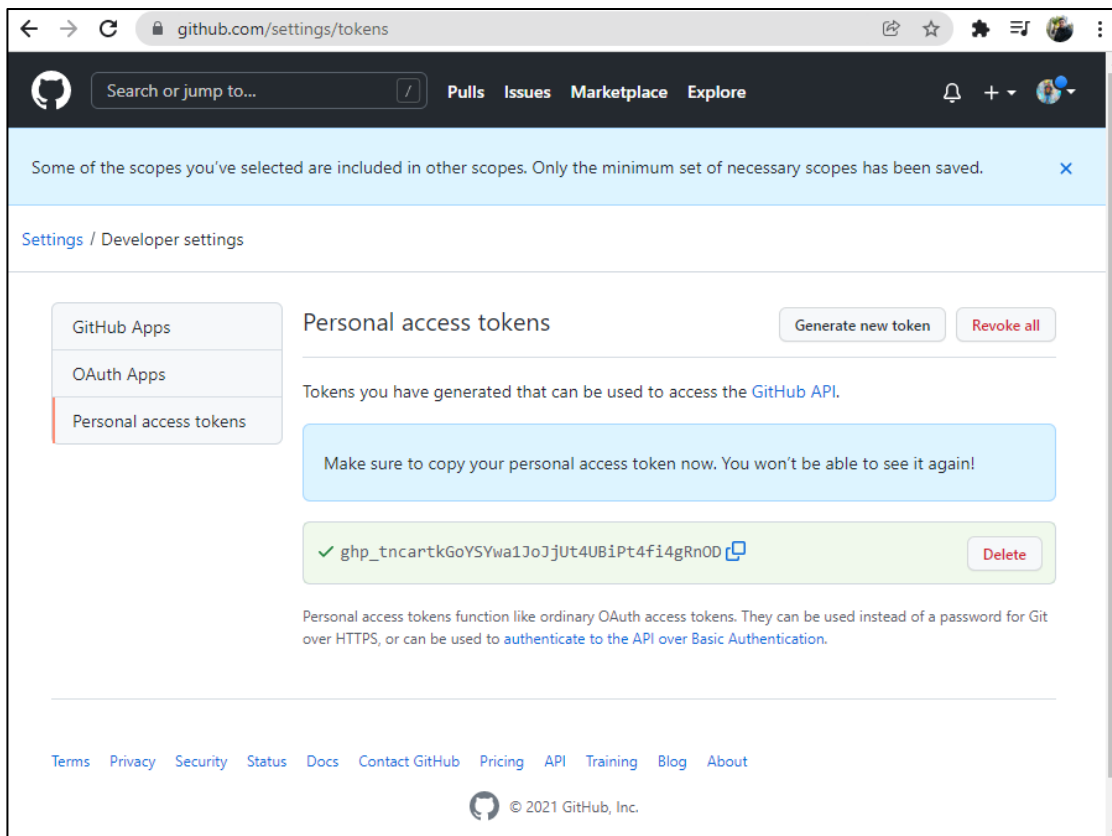 github.com/settings/tokens
Search or jump to... / Pulls Issues Marketplace Explore
Some of the scopes you've selected are included in other scopes. Only the minimum set of necessary scopes has been saved.
Settings / Developer settings
GitHub Apps
OAuth Apps
Personal access tokens
Personal access tokens
Generate new token
Revoke all
Tokens you have generated that can be used to access the GitHub API.
Make sure to copy your personal access token now. You won't be able to see it again!
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
Delete
Personal access tokens function like ordinary OAuth access tokens. They can be used instead of a password for Git
over HTTPS, or can be used to authenticate to the API over Basic Authentication.
Terms Privacy Security Status Docs Contact GitHub Pricing API Training Blog About
© 2021 GitHub, Inc.